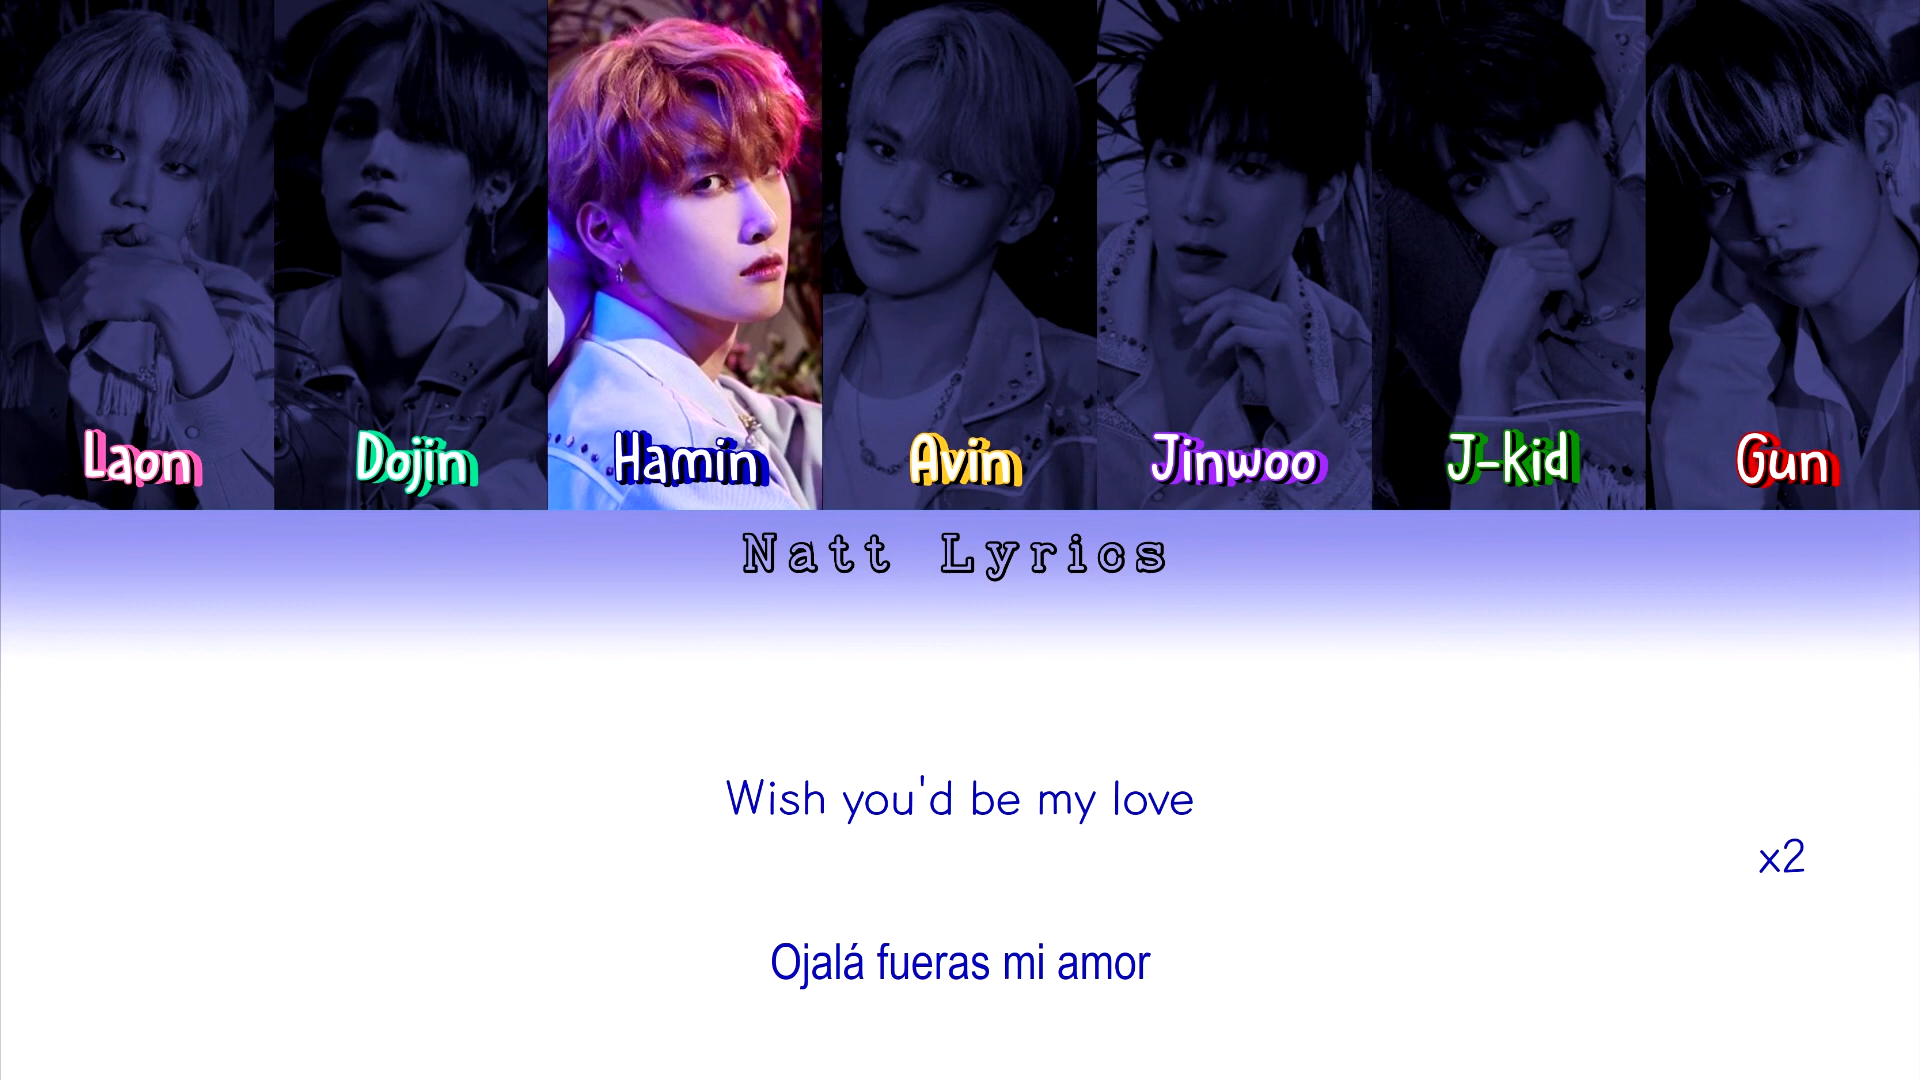 Laon Dojin Hamin Avin Jinwoo J-kid Gun
Natt Lyrics
Wish you'd be my love
x2
Ojalá fueras mi amor